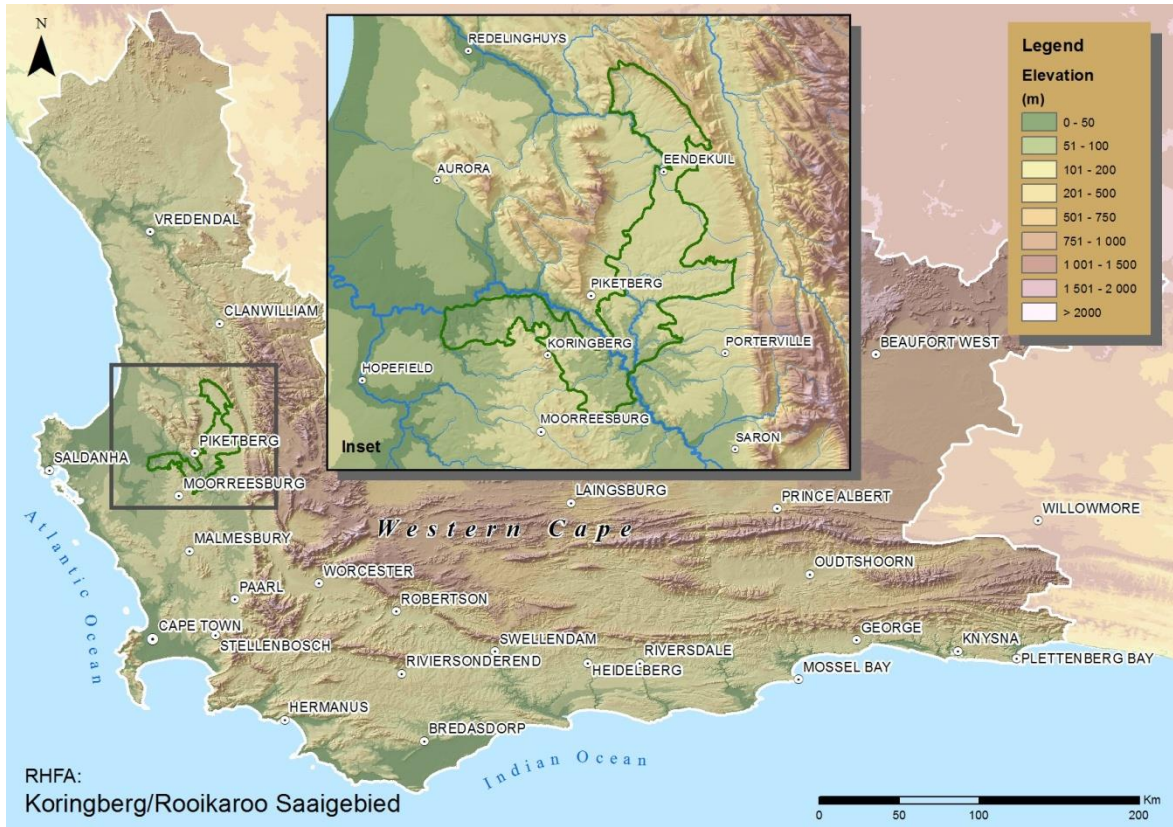 N
REDELINGHUYS
AURORA
EENDEKUIL
PIKETBERG
KORINGBERG
PORTERVILLE
HOPEFIELD
MOORREESBURG
SARON
Inset
Legend
Elevation
(m)
0 - 50
51 - 100
101 - 200
201 - 500
501 - 750
751 - 1 000
1 001 - 1 500
1 501 - 2 000
> 2000
VREDENDAL
CLANWILLIAM
BEAUFORT WEST
PIKETBERG
SALDANHA
MOORREESBURG
LAINGSBURG
PRINCE ALBERT
WILLOWMORE
Western Cape
Atlantic Ocean
MALMESBURY
WORCESTER
OUDTSHOORN
PAARL
ROBERTSON
CAPE TOWN
STELLENBOSCH
SWELLENDAM
GEORGE
KNYSNA
RIVIERSONDEREND
HEIDELBERG
RIVERSDALE
PLETTENBERG BAY
MOSSEL BAY
HERMANUS
BREDASDORP
Indian Ocean
RHFA:
Koringberg/Rooikaroo Saaigebied
Km
0 50 100 200